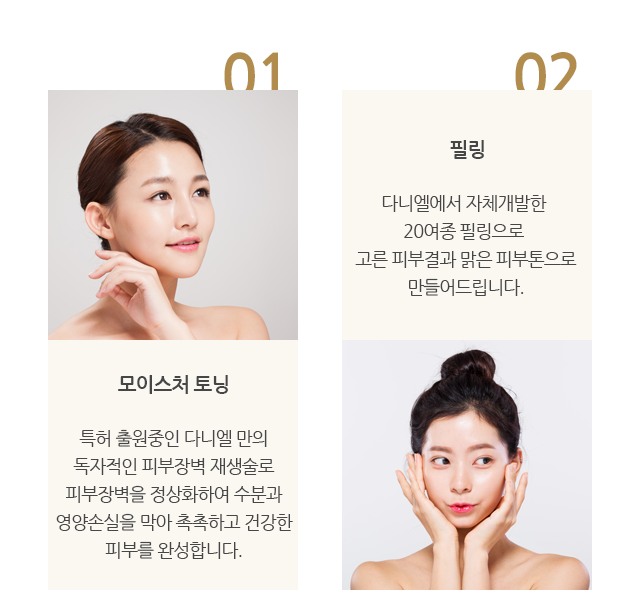 01
모이스처 토닝
특허 출원중인 다니엘 만의
독자적인 피부장벽 재생술로
피부장벽을 정상화하여 수분과
영양손실을 막아 촉촉하고 건강한
피부를 완성합니다.
02
필링
다니엘에서 자체개발한
20여종 필링으로
고른 피부결과 맑은 피부톤으로
만들어드립니다.